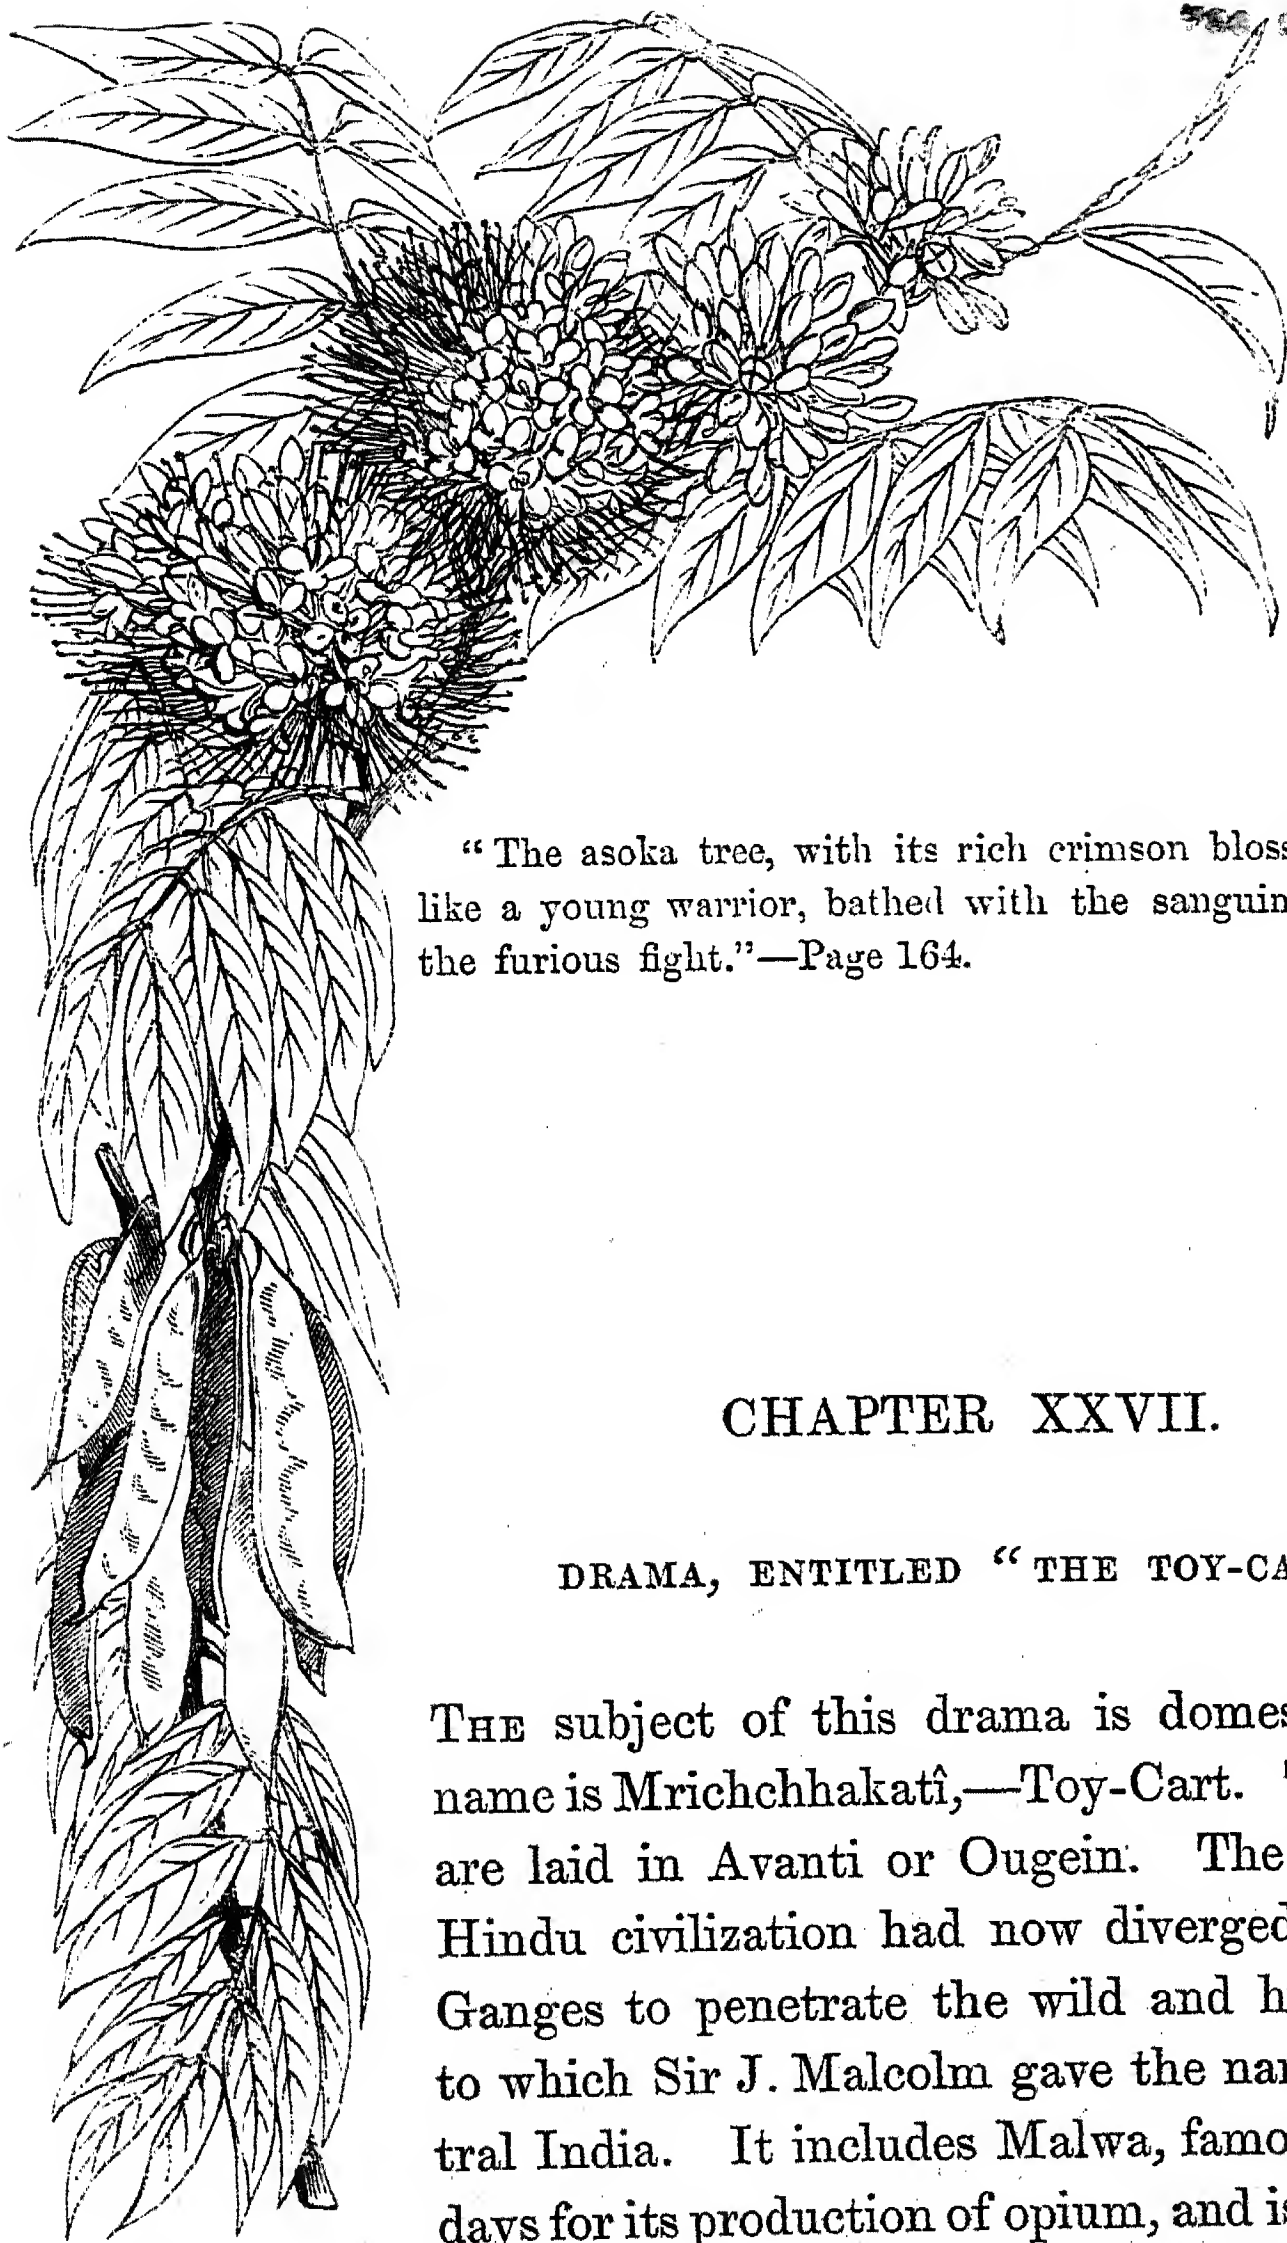 “The asoka tree, with its rich crimson bloss
like a young warrior, bathed with the sanguin
the furious fight.”—Page 164.
CHAPTER XXVII.
DRAMA, ENTITLED “THE TOY-CA
THE subject of this drama is domes
name is Mrichchhakatî,—Toy-Cart.
are laid in Avanti or Ougein. The
Hindu civilization had now diverged
Ganges to penetrate the wild and h
to which Sir J. Malcolm gave the nam
tral India. It includes Malwa, famo
days for its production of opium, and is